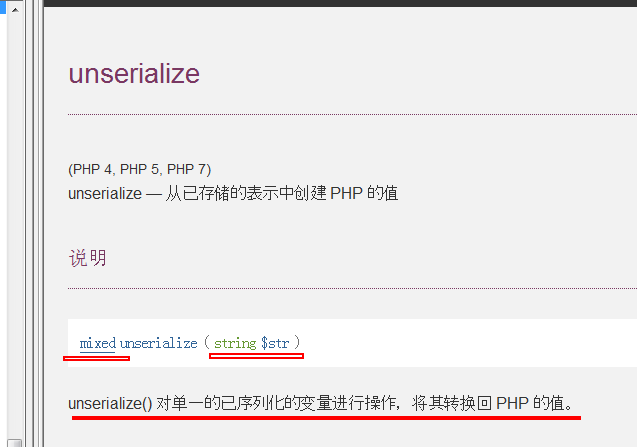 unserialize
(PHP 4, PHP 5, PHP 7)
unserialize — 从已存储的表示中创建 PHP 的值
说明
mixed unserialize ( string $str )
unserialize() 对单一的已序列化的变量进行操作，将其转换回 PHP 的值。